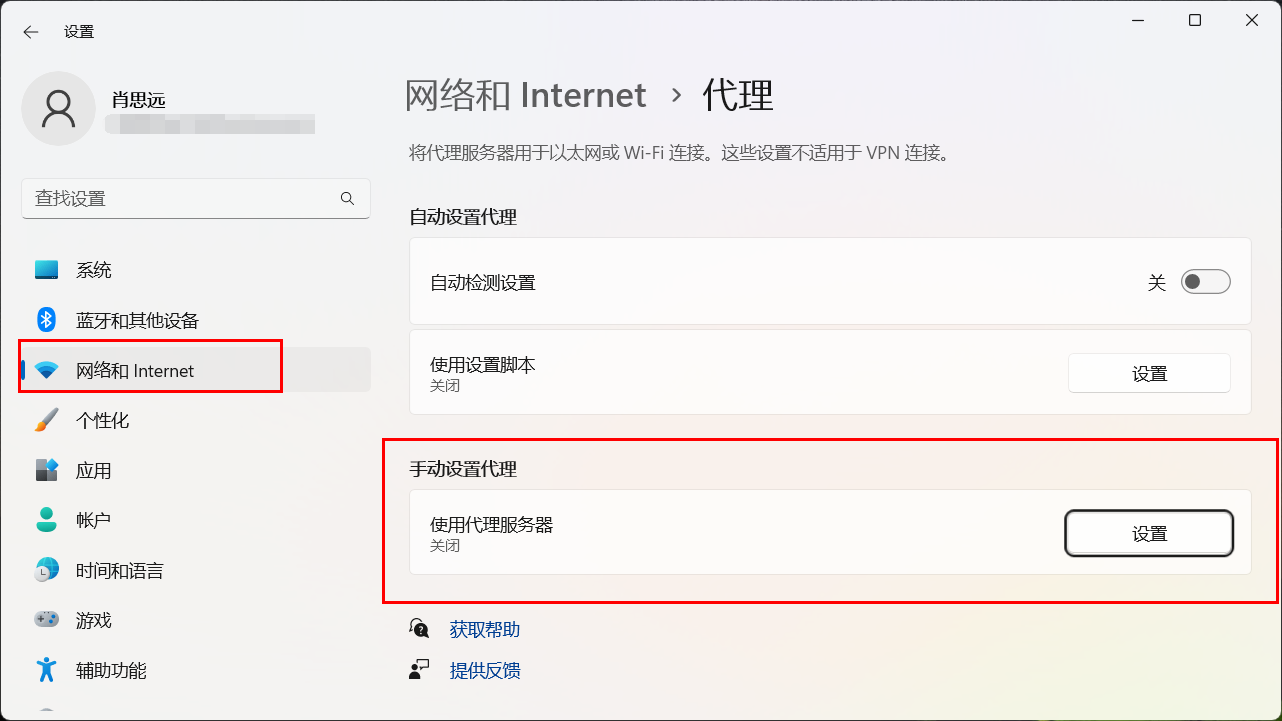 设置
肖思远
查找设置
系统
蓝牙和其他设备
网络和 Internet
个性化
应用
帐户
时间和语言
游戏
辅助功能
网络和 Internet › 代理
将代理服务器用于以太网或 Wi-Fi 连接。这些设置不适用于 VPN 连接。
自动设置代理
自动检测设置
关
使用设置脚本
关闭
设置
手动设置代理
使用代理服务器
关闭
设置
获取帮助
提供反馈